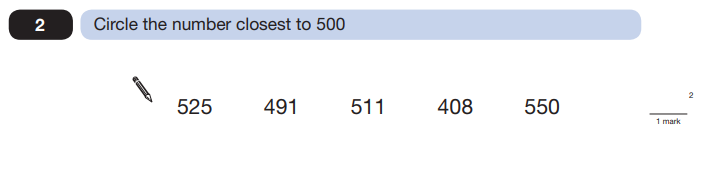 2 Circle the number closest to 500
525 491 511 408 550
2
1 mark